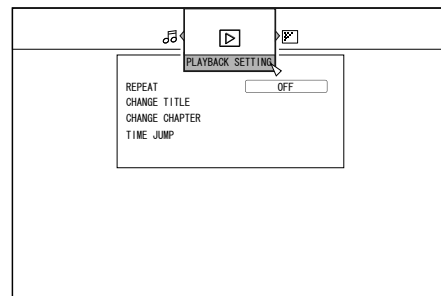 PLAYBACK SETTING
REPEAT OFF
CHANGE TITLE
CHANGE CHAPTER
TIME JUMP